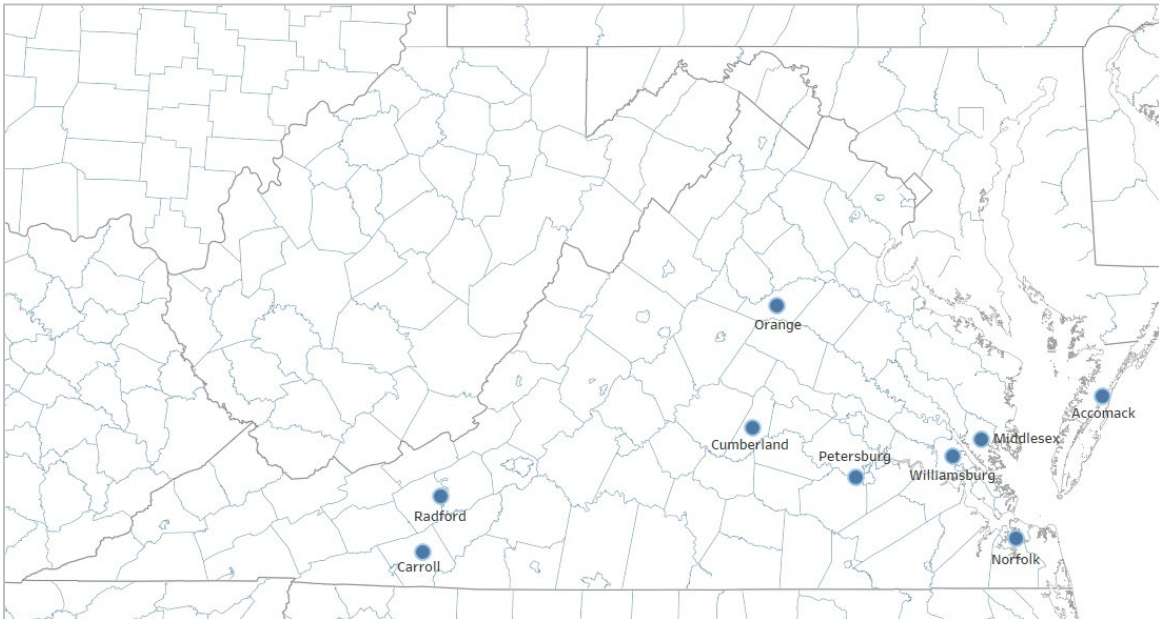 Orange
Accomack
Cumberland
Middlesex
Petersburg
Williamsburg
Radford
Norfolk
Carroll